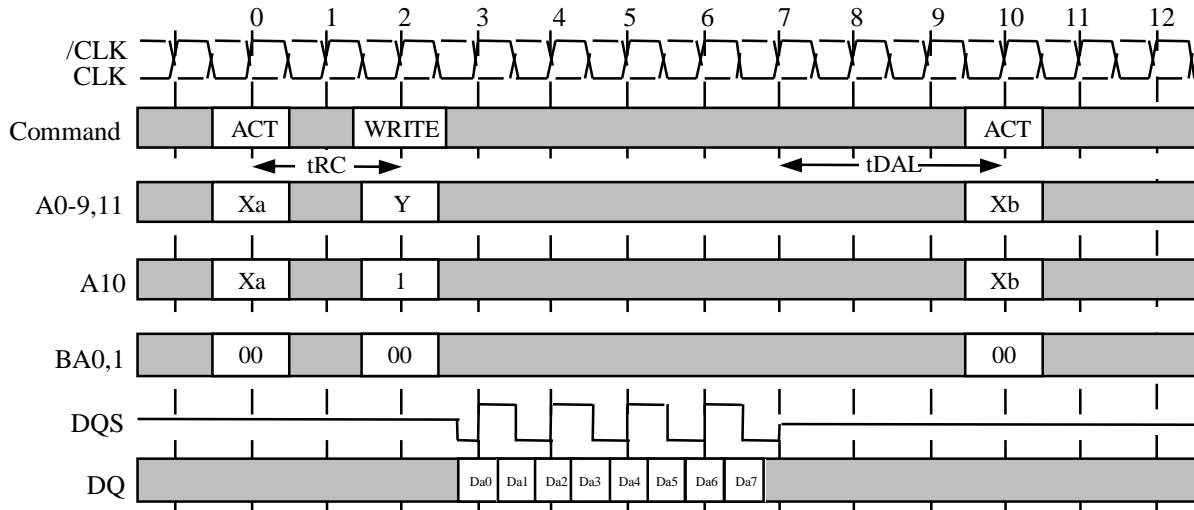 0 1 2 3 4 5 6 7 8 9 10 11 12
/CLK
CLK
Command ACT WRITE ACT
tRC tDAL
A0-9,11 Xa Y Xb
A10 Xa 1 Xb
BA0,1 00 00 00
DQS
DQ Da0 Da1 Da2 Da3 Da4 Da5 Da6 Da7